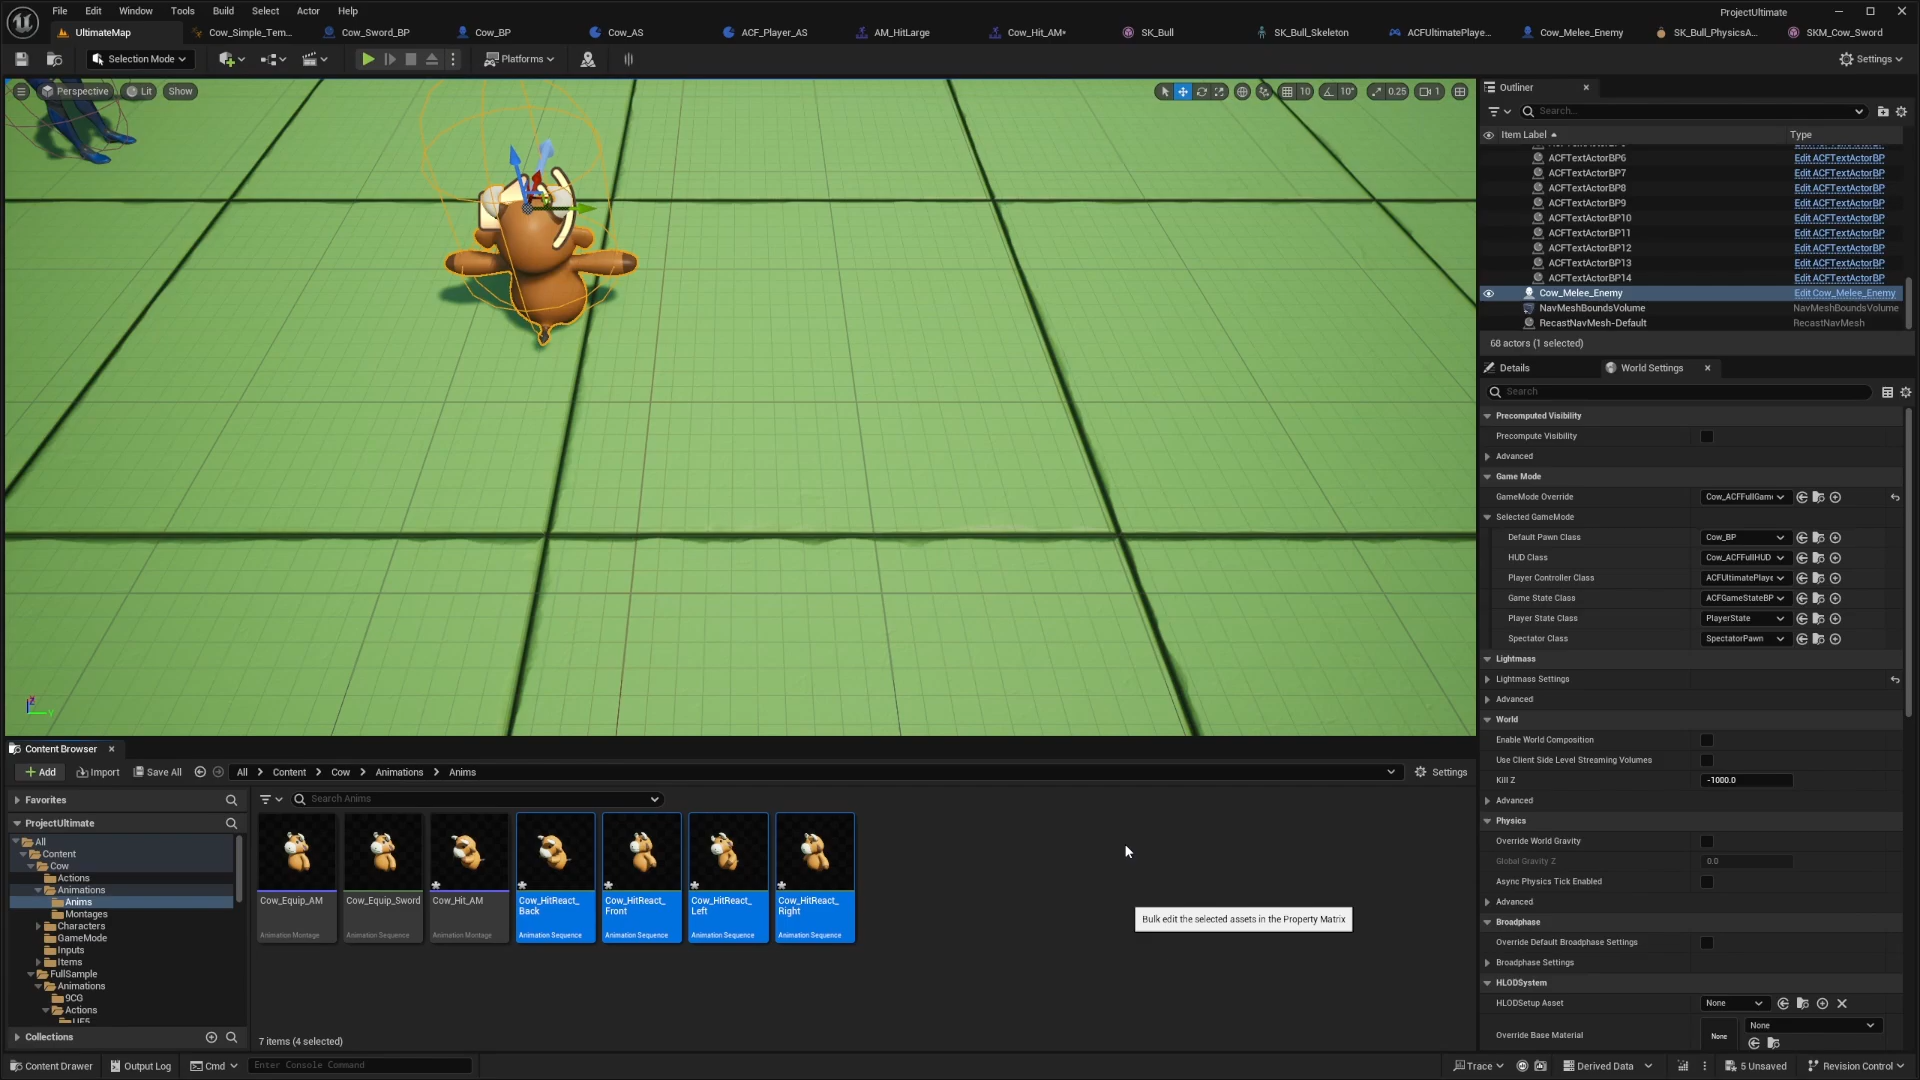 File Edit Window Tools Build Select Actor Help
ProjectUltimate
UltimateMap Cow_Simple_Tem... Cow_Sword_BP Cow_BP Cow_AS ACF_Player_AS AM_HitLarge Cow_Hit_AM* SK_Bull SK_Bull_Skeleton ACFUltimatePlaye... Cow_Melee_Enemy SK_Bull_PhysicsA... SKM_Cow_Sword
Selection Mode Platforms Settings
Perspective Lit Show 10 10° 0.25 1
Outliner
Search...
Item Label Type
ACFTextActorBP6 Edit ACFTextActorBP
ACFTextActorBP7 Edit ACFTextActorBP
ACFTextActorBP8 Edit ACFTextActorBP
ACFTextActorBP9 Edit ACFTextActorBP
ACFTextActorBP10 Edit ACFTextActorBP
ACFTextActorBP11 Edit ACFTextActorBP
ACFTextActorBP12 Edit ACFTextActorBP
ACFTextActorBP13 Edit ACFTextActorBP
ACFTextActorBP14 Edit ACFTextActorBP
Cow_Melee_Enemy Edit Cow_Melee_Enemy
NavMeshBoundsVolume NavMeshBoundsVolume
RecastNavMesh-Default RecastNavMesh
68 actors (1 selected)
Details World Settings
Search
Precomputed Visibility
Precompute Visibility
Advanced
Game Mode
GameMode Override Cow_ACFFullGam
Selected GameMode
Default Pawn Class Cow_BP
HUD Class Cow_ACFFullHUD
Player Controller Class ACFUltimatePlaye
Game State Class ACFGameStateBP
Player State Class PlayerState
Spectator Class SpectatorPawn
Lightmass
Lightmass Settings
Advanced
World
Enable World Composition
Use Client Side Level Streaming Volumes
Kill Z -1000.0
Advanced
Physics
Override World Gravity
Global Gravity Z 0.0
Async Physics Tick Enabled
Advanced
Broadphase
Override Default Broadphase Settings
Broadphase Settings
HLODSystem
HLODSetup Asset None
Override Base Material None None
Content Browser
Add Import Save All All Content Cow Animations Anims Settings
Favorites
Search Anims
ProjectUltimate
All
Content
Cow
Actions
Animations
Anims
Montages
Characters
GameMode
Inputs
Items
FullSample
Animations
9CG
Actions
UE5
Collections
Cow_Equip_AM
Animation Montage
Cow_Equip_Sword
Animation Sequence
Cow_Hit_AM
Animation Montage
Cow_HitReact_
Back
Animation Sequence
Cow_HitReact_
Front
Animation Sequence
Cow_HitReact_
Left
Animation Sequence
Cow_HitReact_
Right
Animation Sequence
Bulk edit the selected assets in the Property Matrix
7 items (4 selected)
Content Drawer Output Log Cmd Enter Console Command Trace Derived Data 5 Unsaved Revision Control